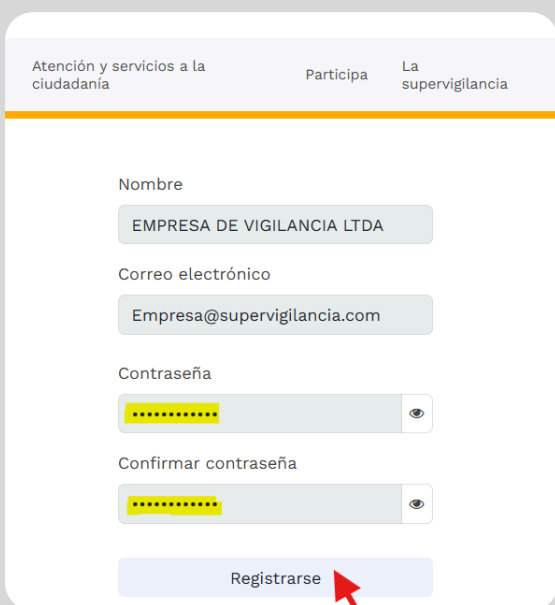 Atención y servicios a la
ciudadanía
Participa
La
supervigilancia
Nombre
EMPRESA DE VIGILANCIA LTDA
Correo electrónico
Empresa@supervigilancia.com
Contraseña
••••••••••••
Confirmar contraseña
••••••••••••
Registrarse